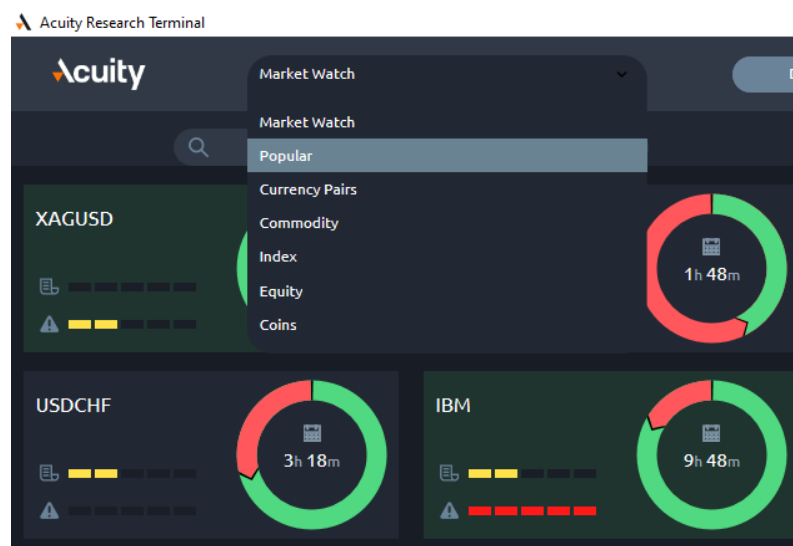 Acuity Research Terminal
Acuity
Market Watch
Market Watch
Popular
Currency Pairs
Commodity
Index
Equity
Coins
XAGUSD
1h 48m
USDCHF
3h 18m
IBM
9h 48m